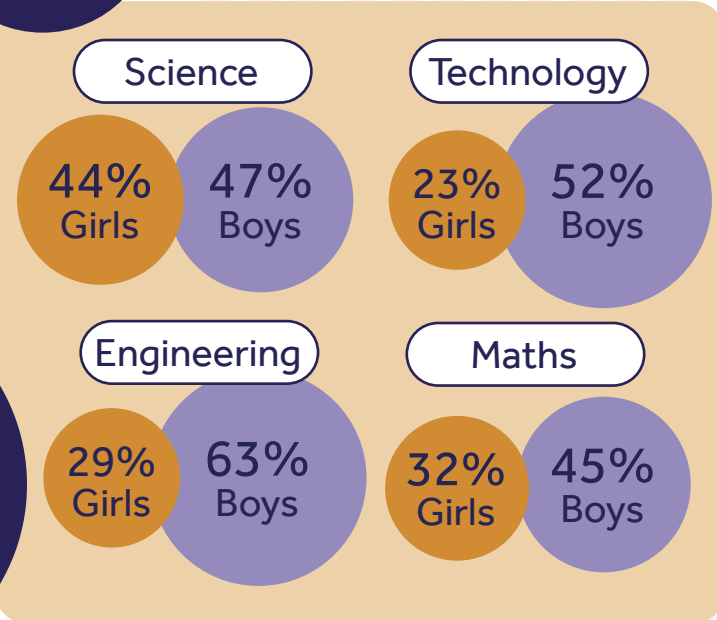 Science
44%
Girls
47%
Boys
Technology
23%
Girls
52%
Boys
Engineering
29%
Girls
63%
Boys
Maths
32%
Girls
45%
Boys